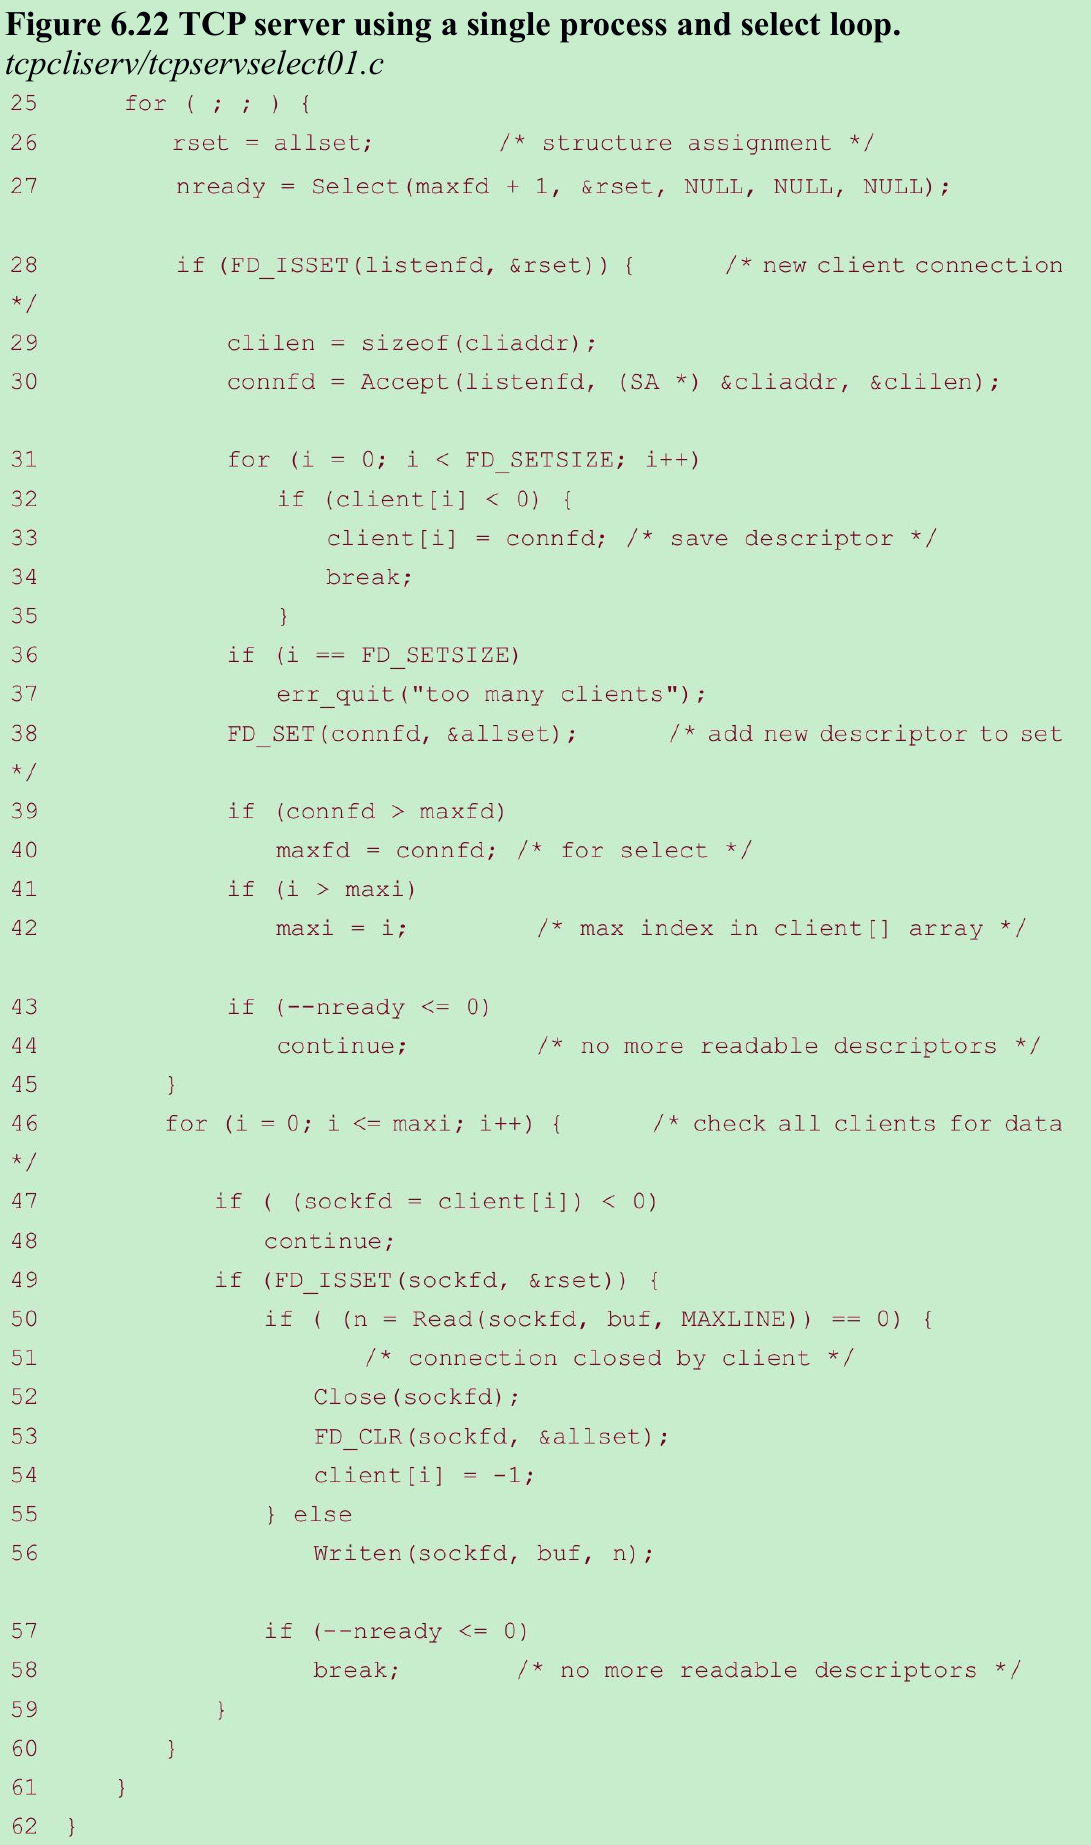 Figure 6.22 TCP server using a single process and select loop.
tcpcliserv/tcpservselect01.c
25 for ( ; ; ) {
26 rset = allset; /* structure assignment */
27 nready = Select(maxfd + 1, &rset, NULL, NULL, NULL);
28 if (FD_ISSET(listenfd, &rset)) { /* new client connection
*/
29 clilen = sizeof(cliaddr);
30 connfd = Accept(listenfd, (SA *) &cliaddr, &clilen);
31 for (i = 0; i < FD_SETSIZE; i++)
32 if (client[i] < 0) {
33 client[i] = connfd; /* save descriptor */
34 break;
35 }
36 if (i == FD_SETSIZE)
37 err_quit("too many clients");
38 FD_SET(connfd, &allset); /* add new descriptor to set
*/
39 if (connfd > maxfd)
40 maxfd = connfd; /* for select */
41 if (i > maxi)
42 maxi = i; /* max index in client[] array */
43 if (--nready <= 0)
44 continue; /* no more readable descriptors */
45 }
46 for (i = 0; i <= maxi; i++) { /* check all clients for data
*/
47 if ( (sockfd = client[i]) < 0)
48 continue;
49 if (FD_ISSET(sockfd, &rset)) {
50 if ( (n = Read(sockfd, buf, MAXLINE)) == 0) {
51 /* connection closed by client */
52 Close(sockfd);
53 FD_CLR(sockfd, &allset);
54 client[i] = -1;
55 } else
56 Writen(sockfd, buf, n);
57 if (--nready <= 0)
58 break; /* no more readable descriptors */
59 }
60 }
61 }
62 }